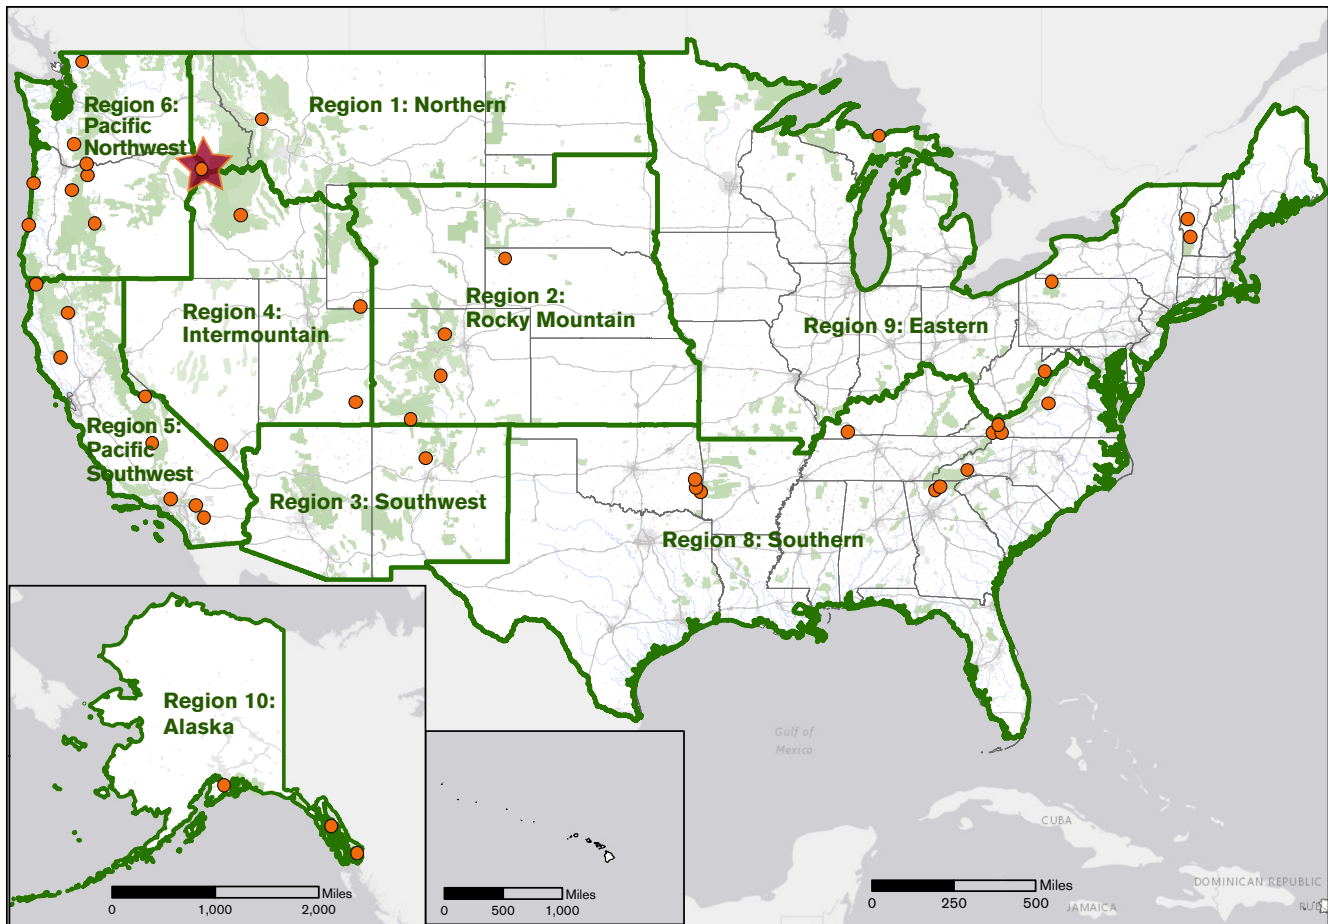 Region 6:
Pacific
Northwest
Region 1: Northern
Region 4:
Intermountain
Region 2:
Rocky Mountain
Region 9: Eastern
Region 5:
Pacific
Southwest
Region 3: Southwest
Region 8: Southern
Region 10:
Alaska
Gulf of
Mexico
CUBA
DOMINICAN REPUBLIC
JAMAICA
Miles
0 1,000 2,000
Miles
0 500 1,000
Miles
0 250 500